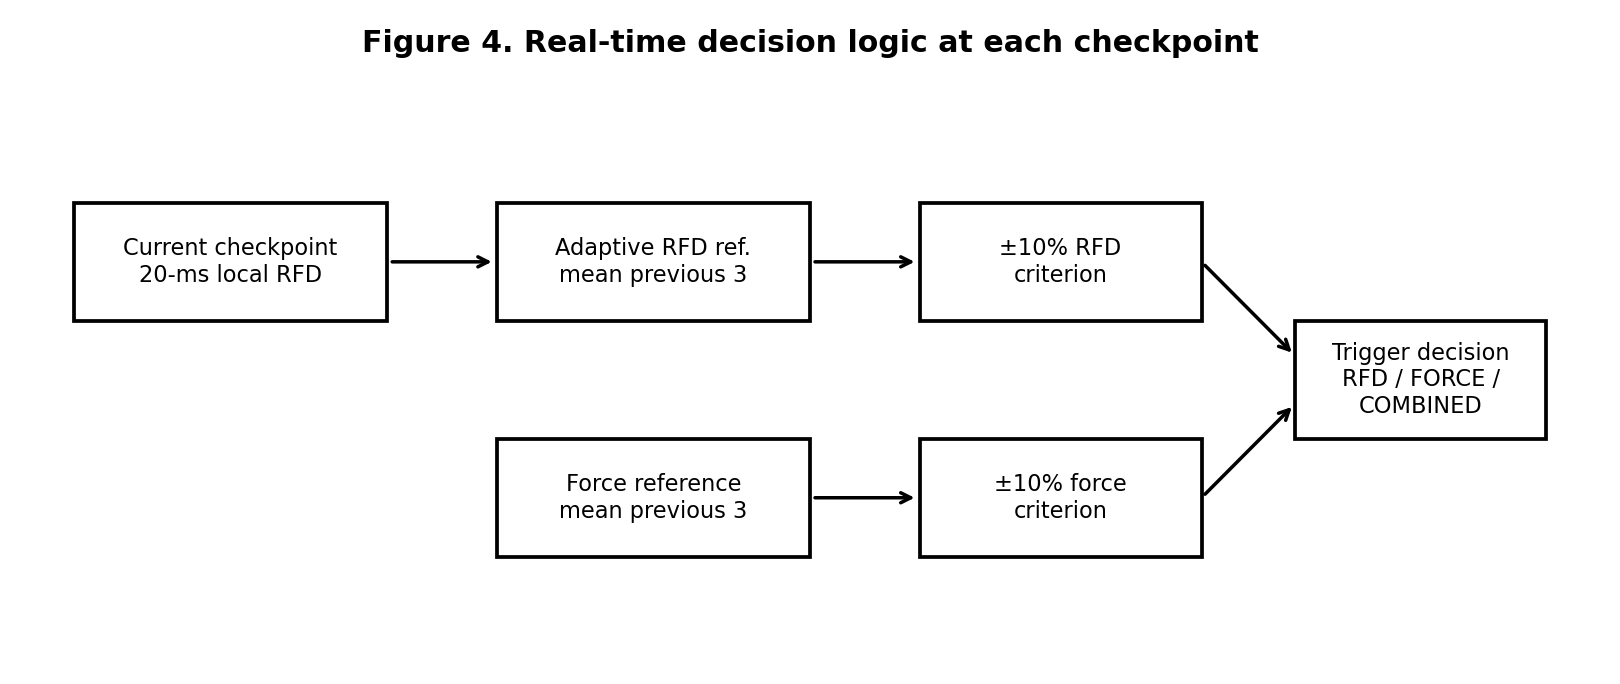 Figure 4. Real-time decision logic at each checkpoint
Current checkpoint
20-ms local RFD
Adaptive RFD ref.
mean previous 3
±10% RFD
criterion
Trigger decision
RFD / FORCE /
COMBINED
Force reference
mean previous 3
±10% force
criterion